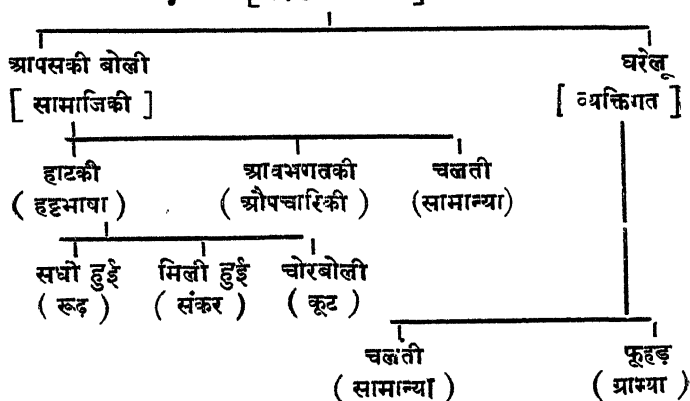 आपसकी बोली घरेलू
[ सामाजिकी ] [ व्यक्तिगत ]
हाटकी आवभगतकी चलती
( हट्टभाषा ) ( औपचारिकी ) (सामान्या)
सधी हुई मिली हुई चोरबोली
( रूढ़ ) ( संकर ) ( कूट )
चलती फूहड़
( सामान्या ) ( ग्राम्या )